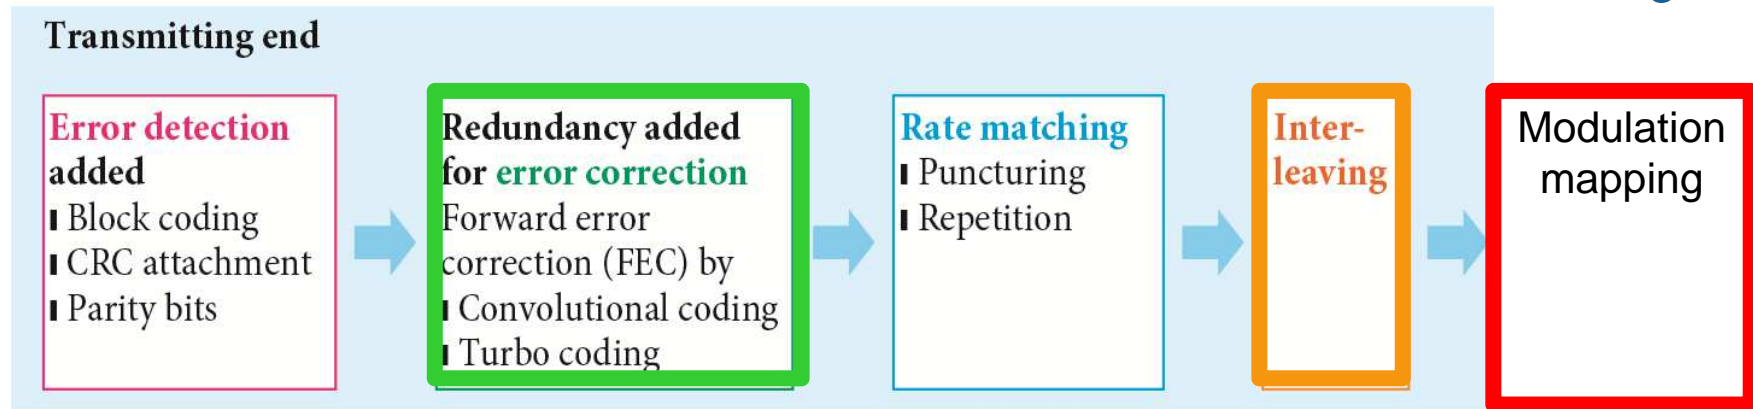 Transmitting end
Error detection
added
▌Block coding
▌CRC attachment
▌Parity bits
Redundancy added
for error correction
Forward error
correction (FEC) by
▌Convolutional coding
▌Turbo coding
Rate matching
▌Puncturing
▌Repetition
Inter-
leaving
Modulation
mapping